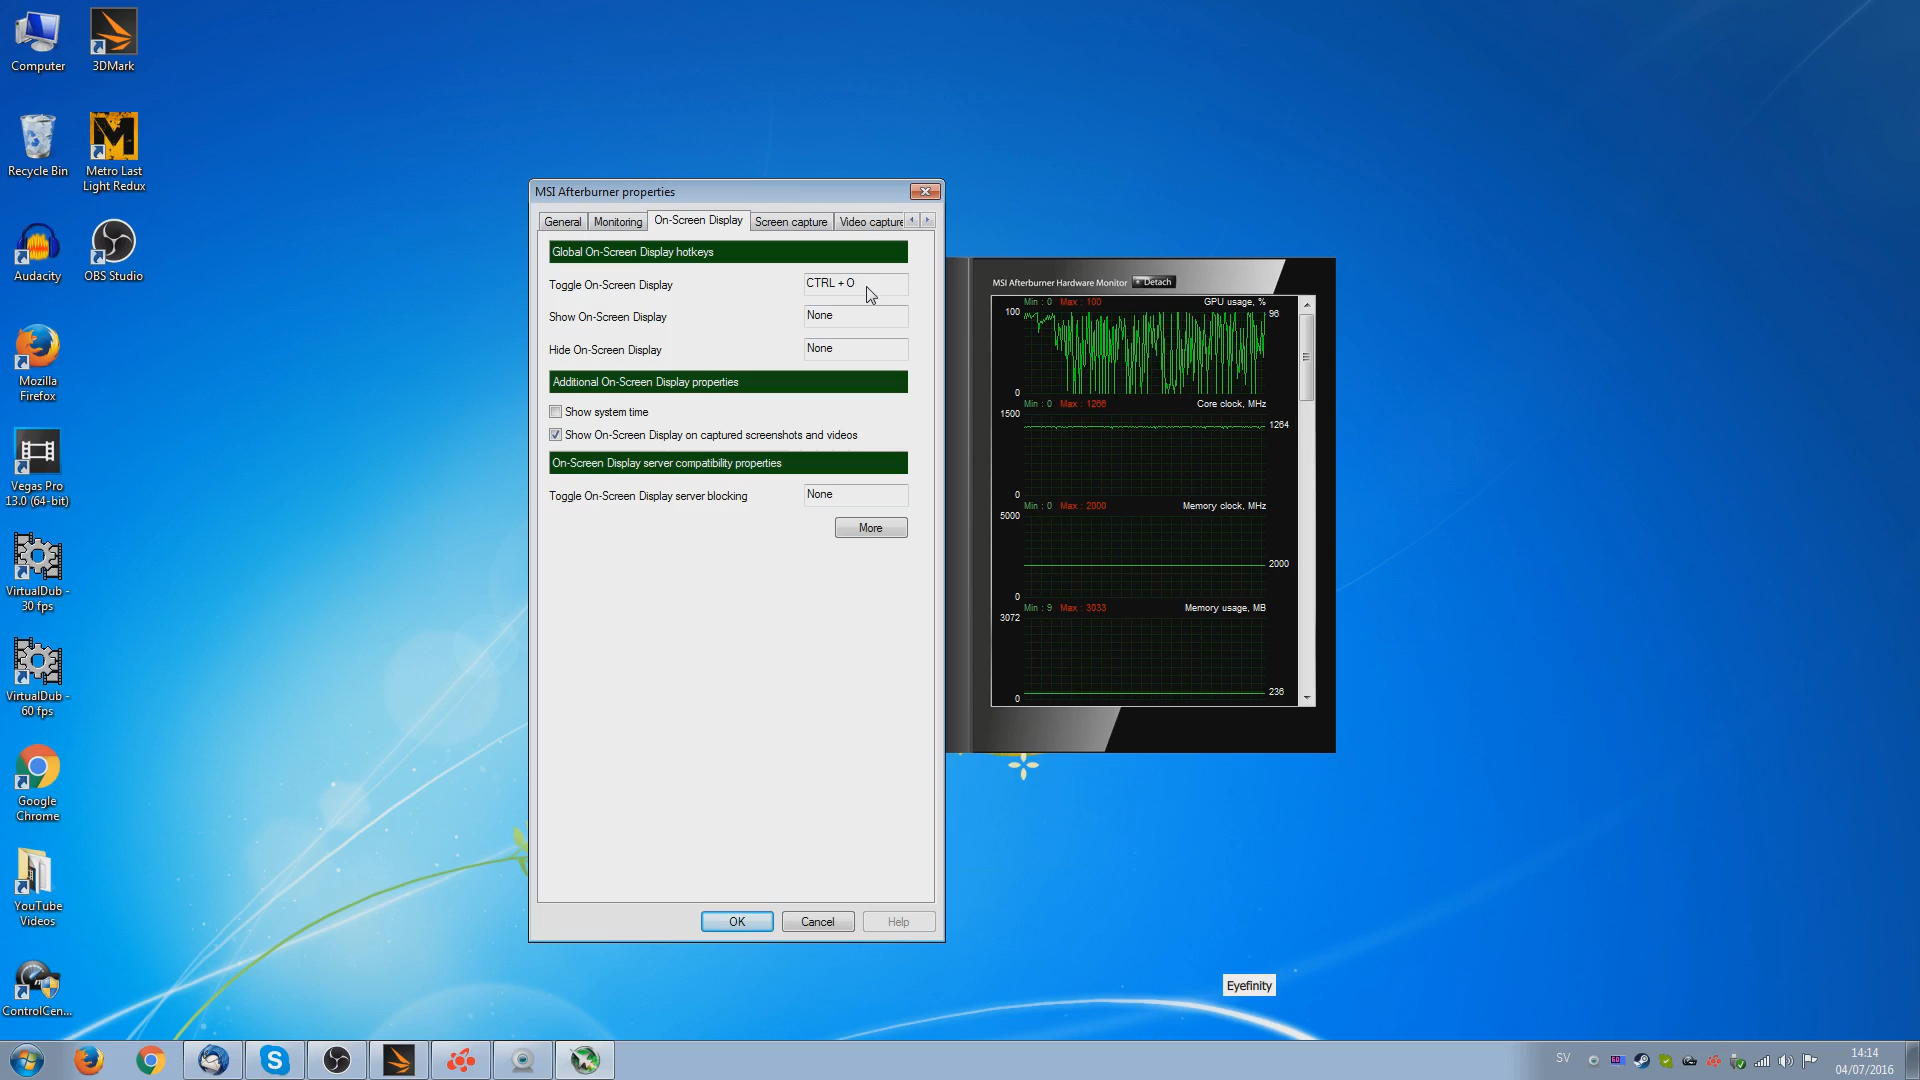 Computer
3DMark
Recycle Bin
Metro Last
Light Redux
Audacity
OBS Studio
Mozilla
Firefox
Vegas Pro
13.0 (64-bit)
VirtualDub -
30 fps
VirtualDub -
60 fps
Google
Chrome
YouTube
Videos
ControlCen...
MSI Afterburner properties
General
Monitoring
On-Screen Display
Screen capture
Video capture
Global On-Screen Display hotkeys
Toggle On-Screen Display
CTRL + O
Show On-Screen Display
None
Hide On-Screen Display
None
Additional On-Screen Display properties
Show system time
Show On-Screen Display on captured screenshots and videos
On-Screen Display server compatibility properties
Toggle On-Screen Display server blocking
None
More
OK
Cancel
Help
MSI Afterburner Hardware Monitor
Detach
Min : 0 Max : 100 GPU usage, %
100
96
0
Min : 0 Max : 1266 Core clock, MHz
1500
1264
0
Min : 0 Max : 2000 Memory clock, MHz
5000
2000
0
Min : 9 Max : 3033 Memory usage, MB
3072
236
0
Eyefinity
SV
14:14
04/07/2016